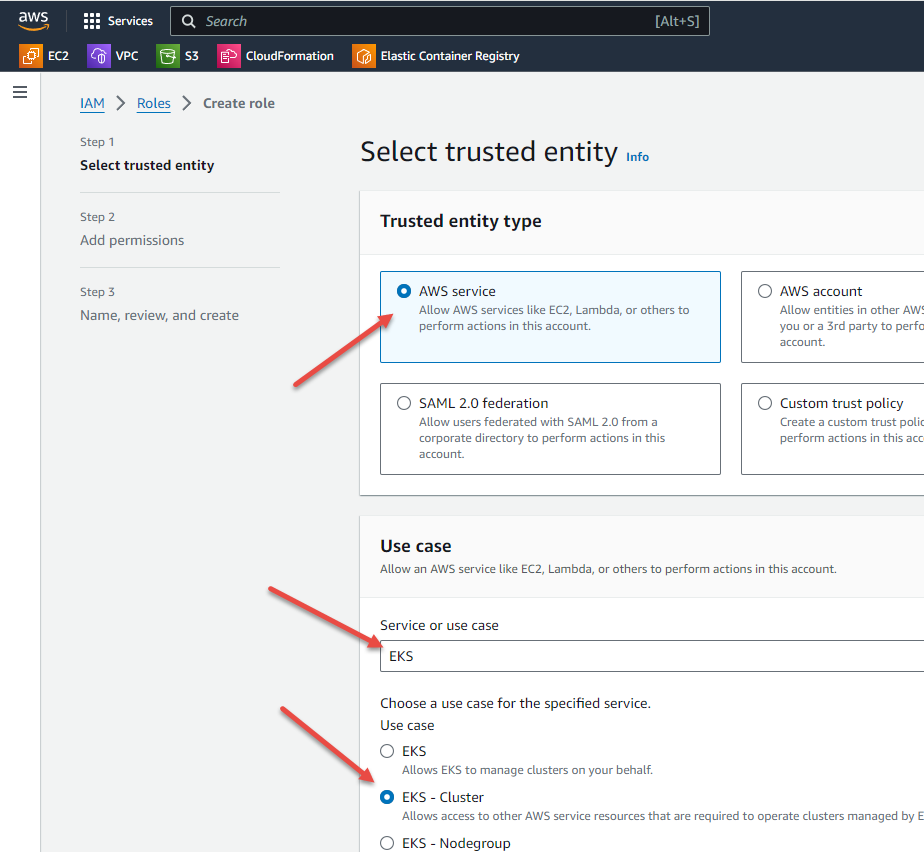 aws
Services
Search
[Alt+S]
EC2
VPC
S3
CloudFormation
Elastic Container Registry
IAM > Roles > Create role
Step 1
Select trusted entity
Step 2
Add permissions
Step 3
Name, review, and create
Select trusted entity Info
Trusted entity type
AWS service
Allow AWS services like EC2, Lambda, or others to
perform actions in this account.
AWS account
Allow entities in other AWS
you or a 3rd party to perfo
account.
SAML 2.0 federation
Allow users federated with SAML 2.0 from a
corporate directory to perform actions in this
account.
Custom trust policy
Create a custom trust polic
perform actions in this acc
Use case
Allow an AWS service like EC2, Lambda, or others to perform actions in this account.
Service or use case
EKS
Choose a use case for the specified service.
Use case
EKS
Allows EKS to manage clusters on your behalf.
EKS - Cluster
Allows access to other AWS service resources that are required to operate clusters managed by E
EKS - Nodegroup